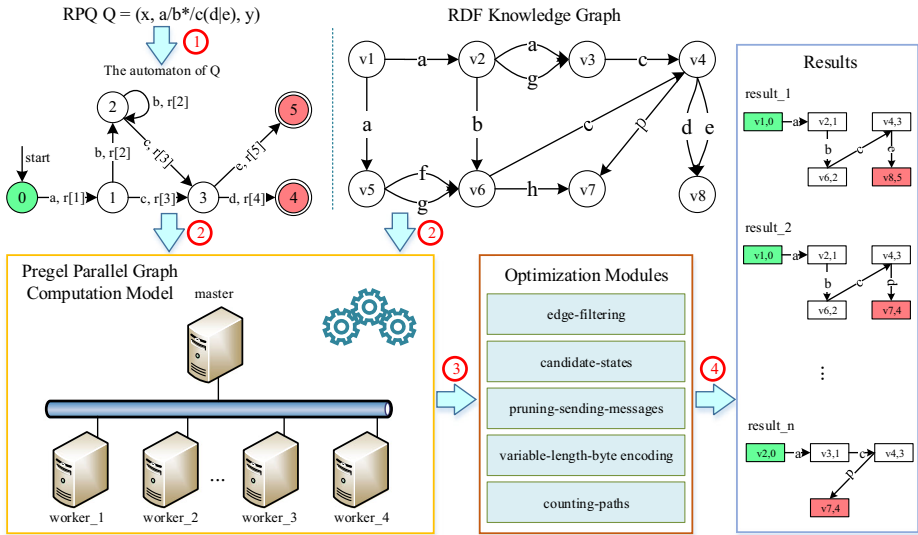 RPQ Q = (x, a/b*/c(d|e), y)
1
The automaton of Q
2
b, r[2]
5
start
b, r[2]
c, r[3]
e, r[5]
0
a, r[1]
1
c, r[3]
3
d, r[4]
4
2
RDF Knowledge Graph
v1
a
v2
a
g
v3
c
v4
a
b
c
p
d
e
v5
f
g
v6
h
v7
v8
2
Pregel Parallel Graph
Computation Model
master
worker_1
worker_2
...
worker_3
worker_4
3
Optimization Modules
edge-filtering
candidate-states
pruning-sending-messages
variable-length-byte encoding
counting-paths
4
Results
result_1
v1,0
a
v2,1
v4,3
b
c
e
v6,2
v8,5
result_2
v1,0
a
v2,1
v4,3
b
c
d
v6,2
v7,4
...
result_n
v2,0
a
v3,1
c
v4,3
p
v7,4